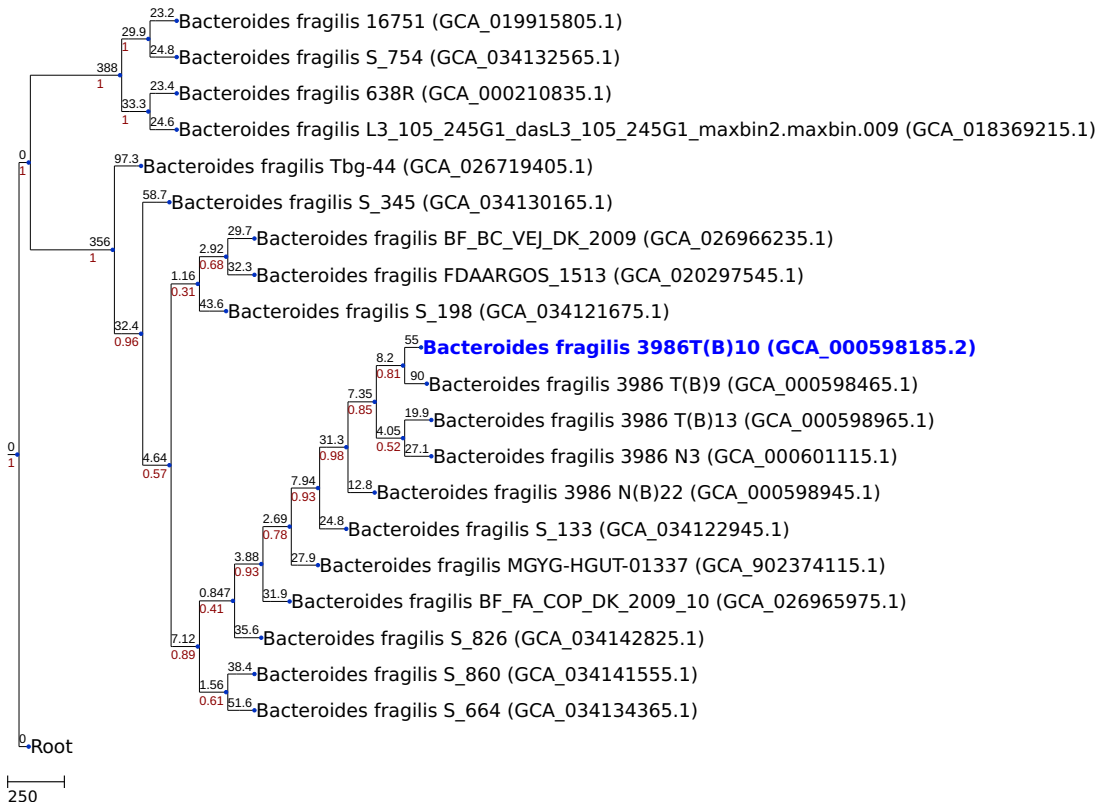 23.2 Bacteroides fragilis 16751 (GCA_019915805.1)
29.9
1
24.8 Bacteroides fragilis S_754 (GCA_034132565.1)
388
1
23.4 Bacteroides fragilis 638R (GCA_000210835.1)
33.3
1
24.6 Bacteroides fragilis L3_105_245G1_dasL3_105_245G1_maxbin2.maxbin.009 (GCA_018369215.1)
0
1
97.3 Bacteroides fragilis Tbg-44 (GCA_026719405.1)
58.7 Bacteroides fragilis S_345 (GCA_034130165.1)
29.7 Bacteroides fragilis BF_BC_VEJ_DK_2009 (GCA_026966235.1)
356
1
2.92
0.68
32.3 Bacteroides fragilis FDAARGOS_1513 (GCA_020297545.1)
1.16
0.31
43.6 Bacteroides fragilis S_198 (GCA_034121675.1)
32.4
0.96
55 Bacteroides fragilis 3986T(B)10 (GCA_000598185.2)
8.2
0.81
90 Bacteroides fragilis 3986 T(B)9 (GCA_000598465.1)
7.35
0.85
19.9 Bacteroides fragilis 3986 T(B)13 (GCA_000598965.1)
4.05
0.52
27.1 Bacteroides fragilis 3986 N3 (GCA_000601115.1)
31.3
0.98
0
1
4.64
0.57
12.8 Bacteroides fragilis 3986 N(B)22 (GCA_000598945.1)
7.94
0.93
24.8 Bacteroides fragilis S_133 (GCA_034122945.1)
2.69
0.78
27.9 Bacteroides fragilis MGYG-HGUT-01337 (GCA_902374115.1)
3.88
0.93
31.9 Bacteroides fragilis BF_FA_COP_DK_2009_10 (GCA_026965975.1)
0.847
0.41
35.6 Bacteroides fragilis S_826 (GCA_034142825.1)
7.12
0.89
38.4 Bacteroides fragilis S_860 (GCA_034141555.1)
1.56
0.61
51.6 Bacteroides fragilis S_664 (GCA_034134365.1)
0 Root
250